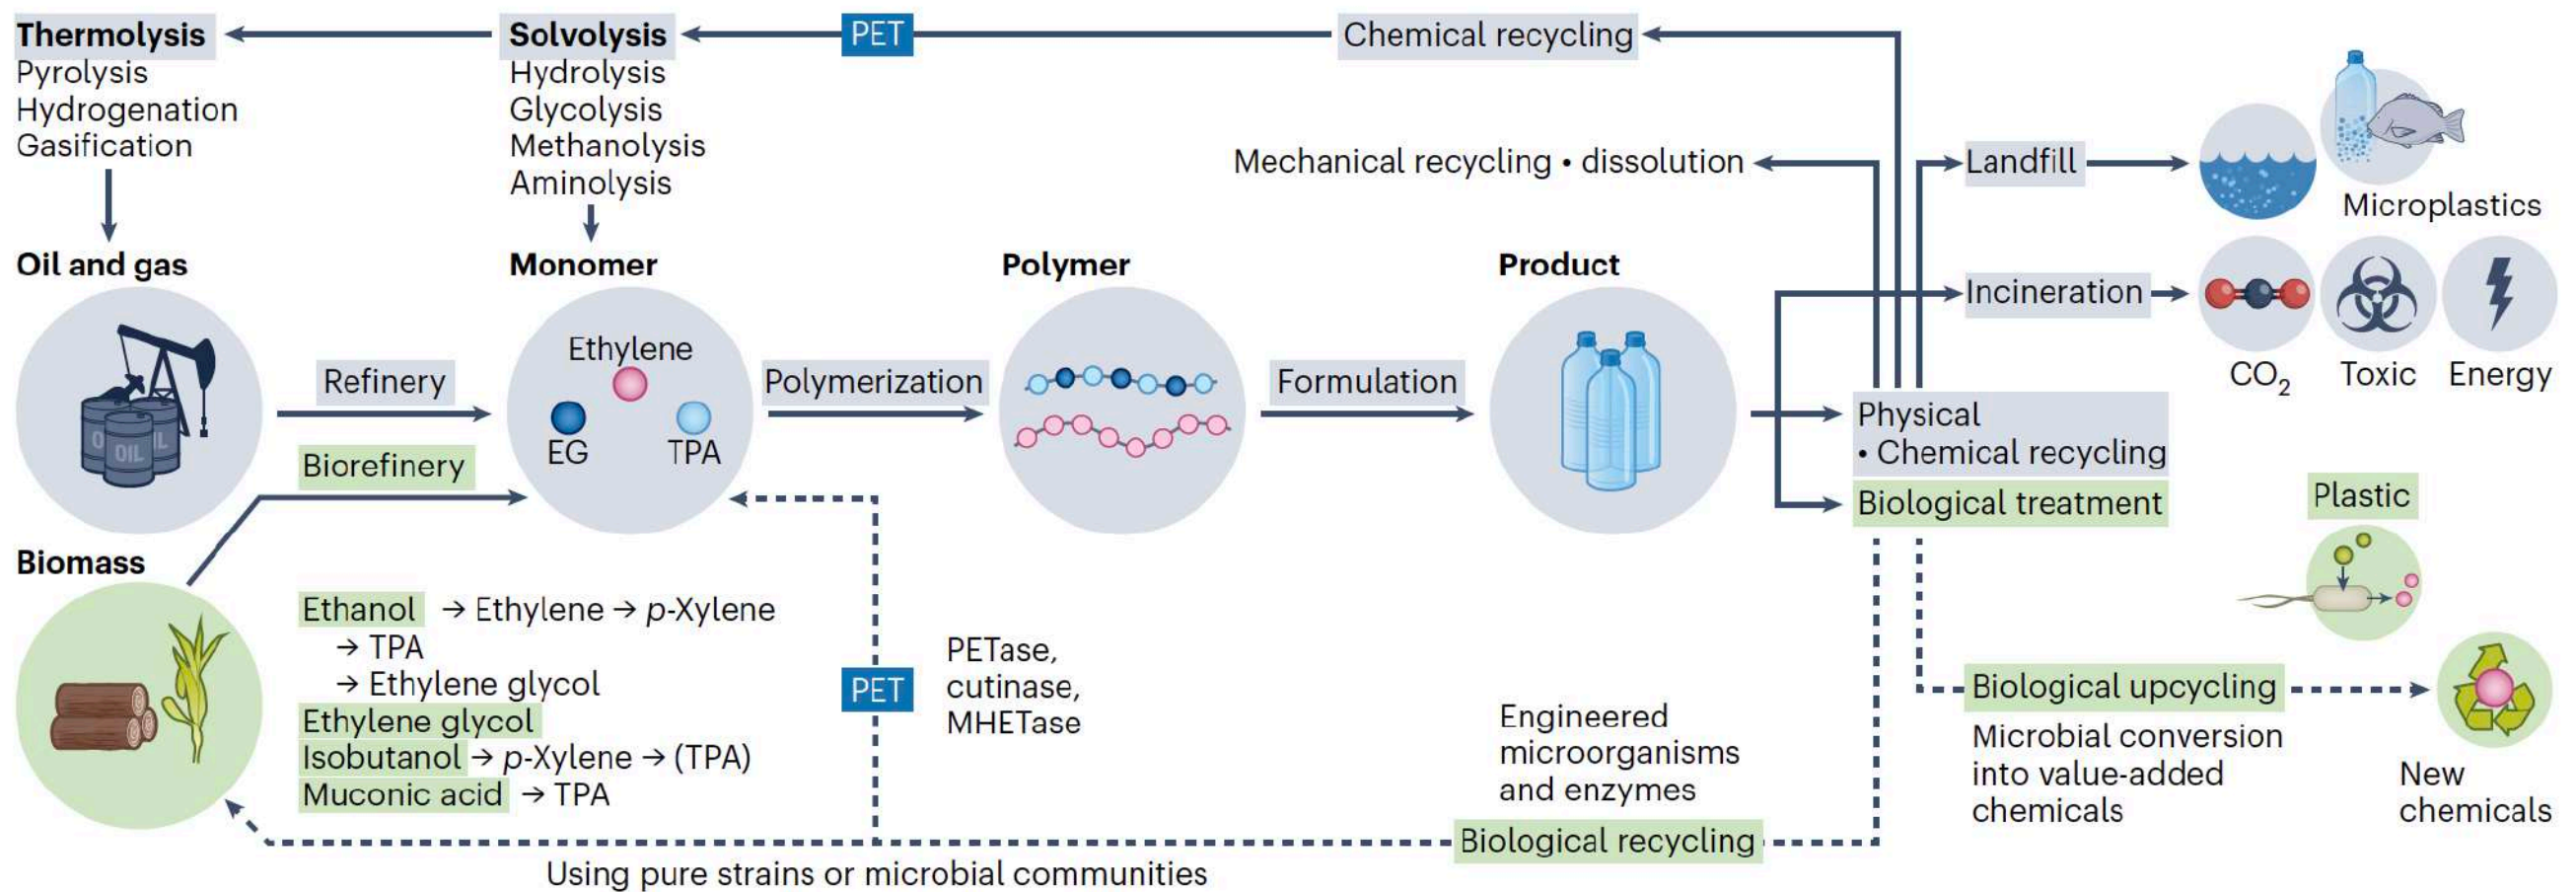 Thermolysis
Pyrolysis
Hydrogenation
Gasification
Solvolysis
Hydrolysis
Glycolysis
Methanolysis
Aminolysis
PET
Chemical recycling
Mechanical recycling • dissolution
Landfill
Microplastics
Incineration
CO₂
Toxic
Energy
Oil and gas
OIL
Refinery
Biorefinery
Monomer
Ethylene
EG
TPA
Polymerization
Polymer
Formulation
Product
Physical
• Chemical recycling
Biological treatment
Plastic
Biomass
Ethanol → Ethylene → p-Xylene
→ TPA
→ Ethylene glycol
Ethylene glycol
Isobutanol → p-Xylene → (TPA)
Muconic acid → TPA
PET
PETase,
cutinase,
MHETase
Engineered
microorganisms
and enzymes
Biological recycling
Using pure strains or microbial communities
Biological upcycling
Microbial conversion
into value-added
chemicals
New
chemicals